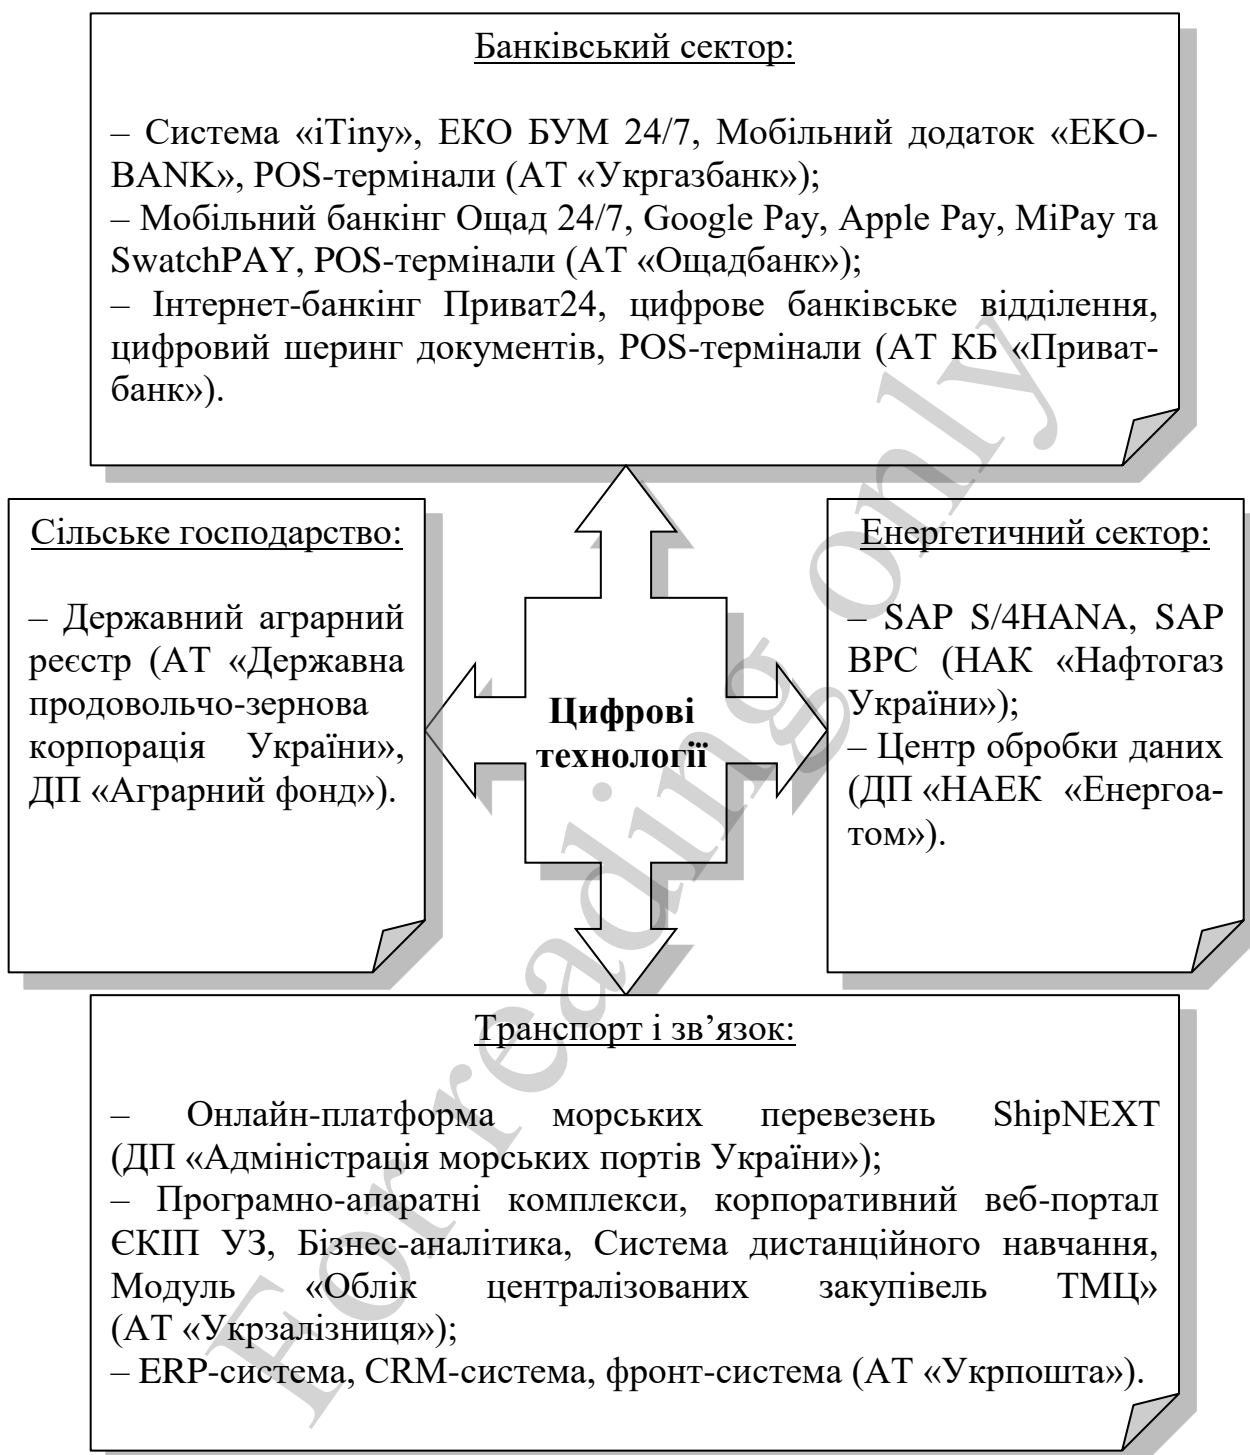 Банківський сектор:
– Система «iTiny», ЕКО БУМ 24/7, Мобільний додаток «ЕКО-
BANK», POS-термінали (АТ «Укргазбанк»);
– Мобільний банкінг Ощад 24/7, Google Pay, Apple Pay, MiPay та
SwatchPAY, POS-термінали (АТ «Ощадбанк»);
– Інтернет-банкінг Приват24, цифрове банківське відділення,
цифровий шеринг документів, POS-термінали (АТ КБ «Приват-
банк»).
Сільське господарство:
– Державний аграрний
реєстр (АТ «Державна
продовольчо-зернова
корпорація України»,
ДП «Аграрний фонд»).
Цифрові
технології
Енергетичний сектор:
– SAP S/4HANA, SAP
BPC (НАК «Нафтогаз
України»);
– Центр обробки даних
(ДП «НАЕК «Енергоа-
том»).
Транспорт і зв’язок:
– Онлайн-платформа морських перевезень ShipNEXT
(ДП «Адміністрація морських портів України»);
– Програмно-апаратні комплекси, корпоративний веб-портал
ЄКІП УЗ, Бізнес-аналітика, Система дистанційного навчання,
Модуль «Облік централізованих закупівель ТМЦ»
(АТ «Укрзалізниця»);
– ERP-система, CRM-система, фронт-система (АТ «Укрпошта»).
For reading only